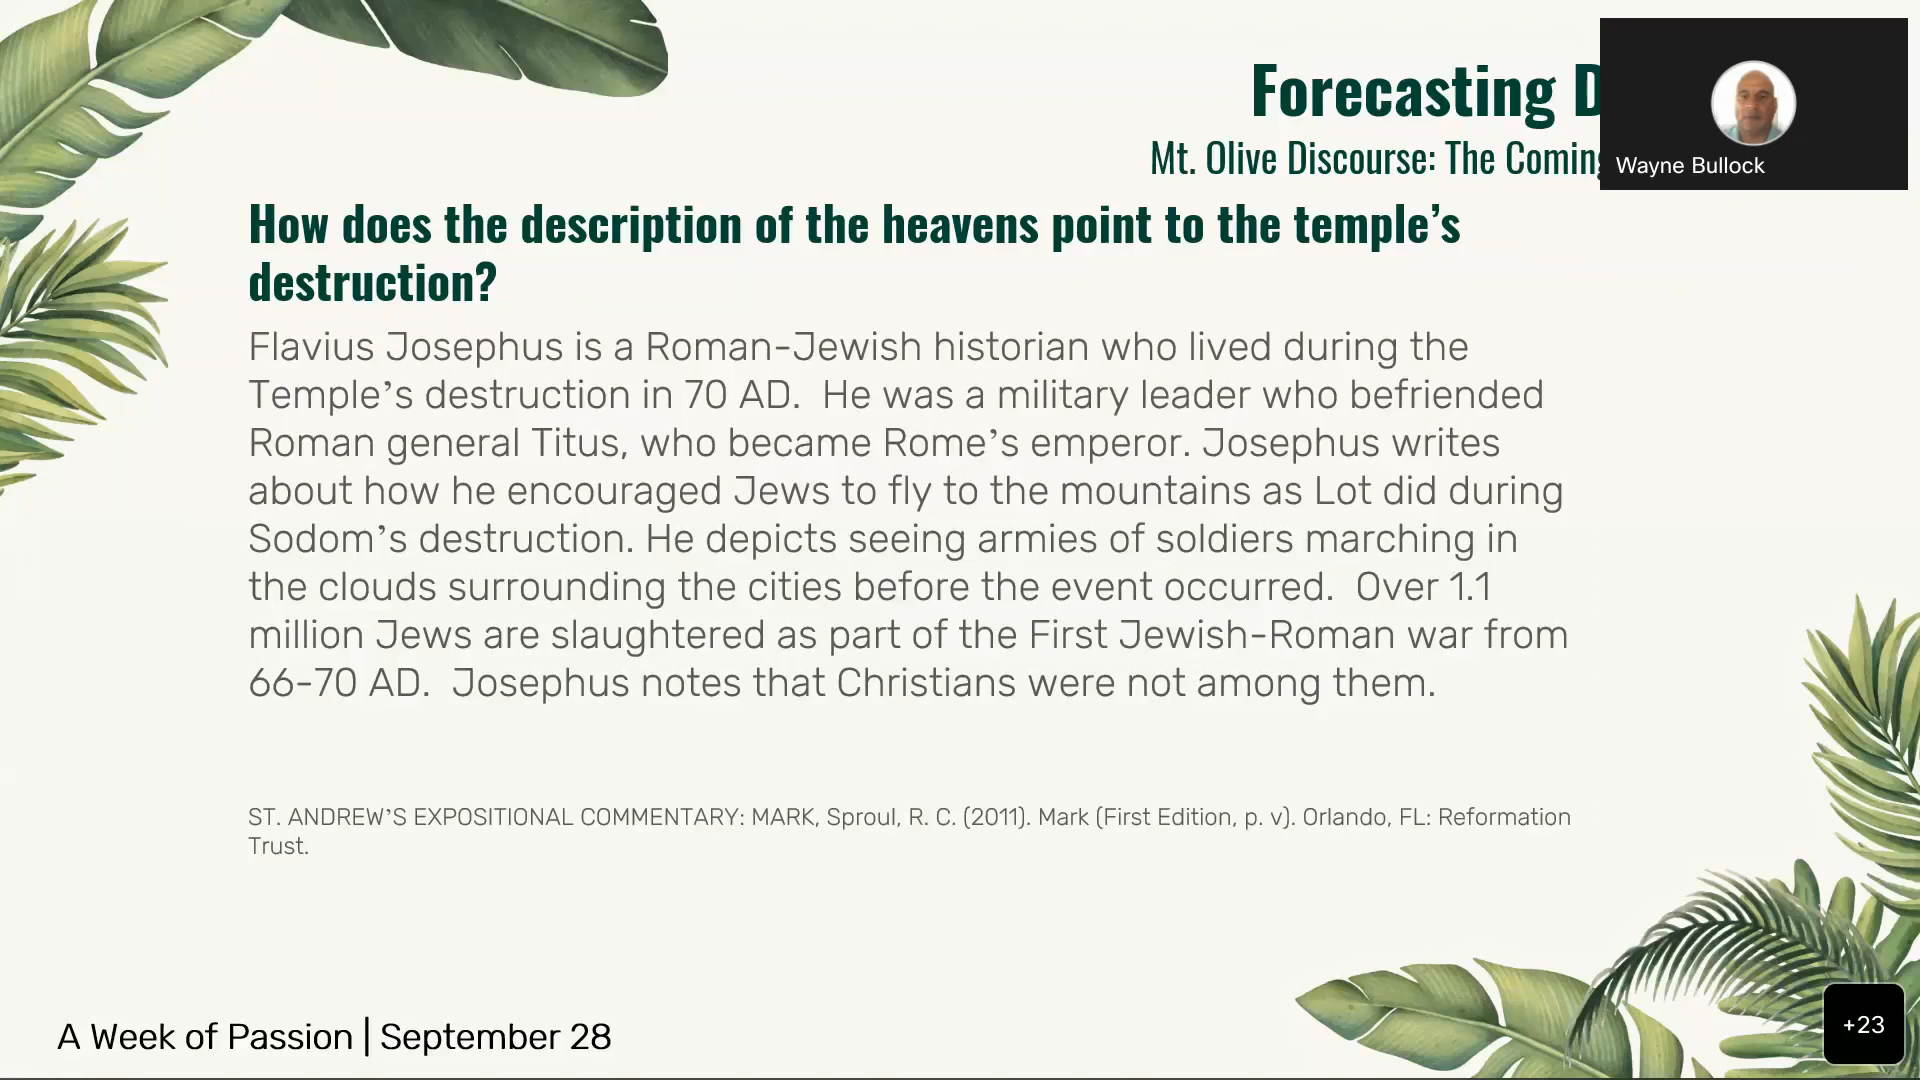 Forecasting
Mt. Olive Discourse: The Coming
Wayne Bullock
How does the description of the heavens point to the temple’s
destruction?
Flavius Josephus is a Roman-Jewish historian who lived during the
Temple’s destruction in 70 AD.  He was a military leader who befriended
Roman general Titus, who became Rome’s emperor. Josephus writes
about how he encouraged Jews to fly to the mountains as Lot did during
Sodom’s destruction. He depicts seeing armies of soldiers marching in
the clouds surrounding the cities before the event occurred.  Over 1.1
million Jews are slaughtered as part of the First Jewish-Roman war from
66-70 AD.  Josephus notes that Christians were not among them.
ST. ANDREW’S EXPOSITIONAL COMMENTARY: MARK, Sproul, R. C. (2011). Mark (First Edition, p. v). Orlando, FL: Reformation
Trust.
A Week of Passion | September 28
+23